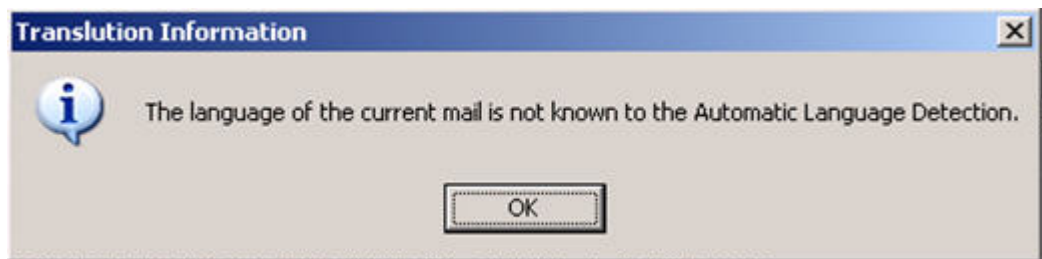 Translution Information
The language of the current mail is not known to the Automatic Language Detection.
OK